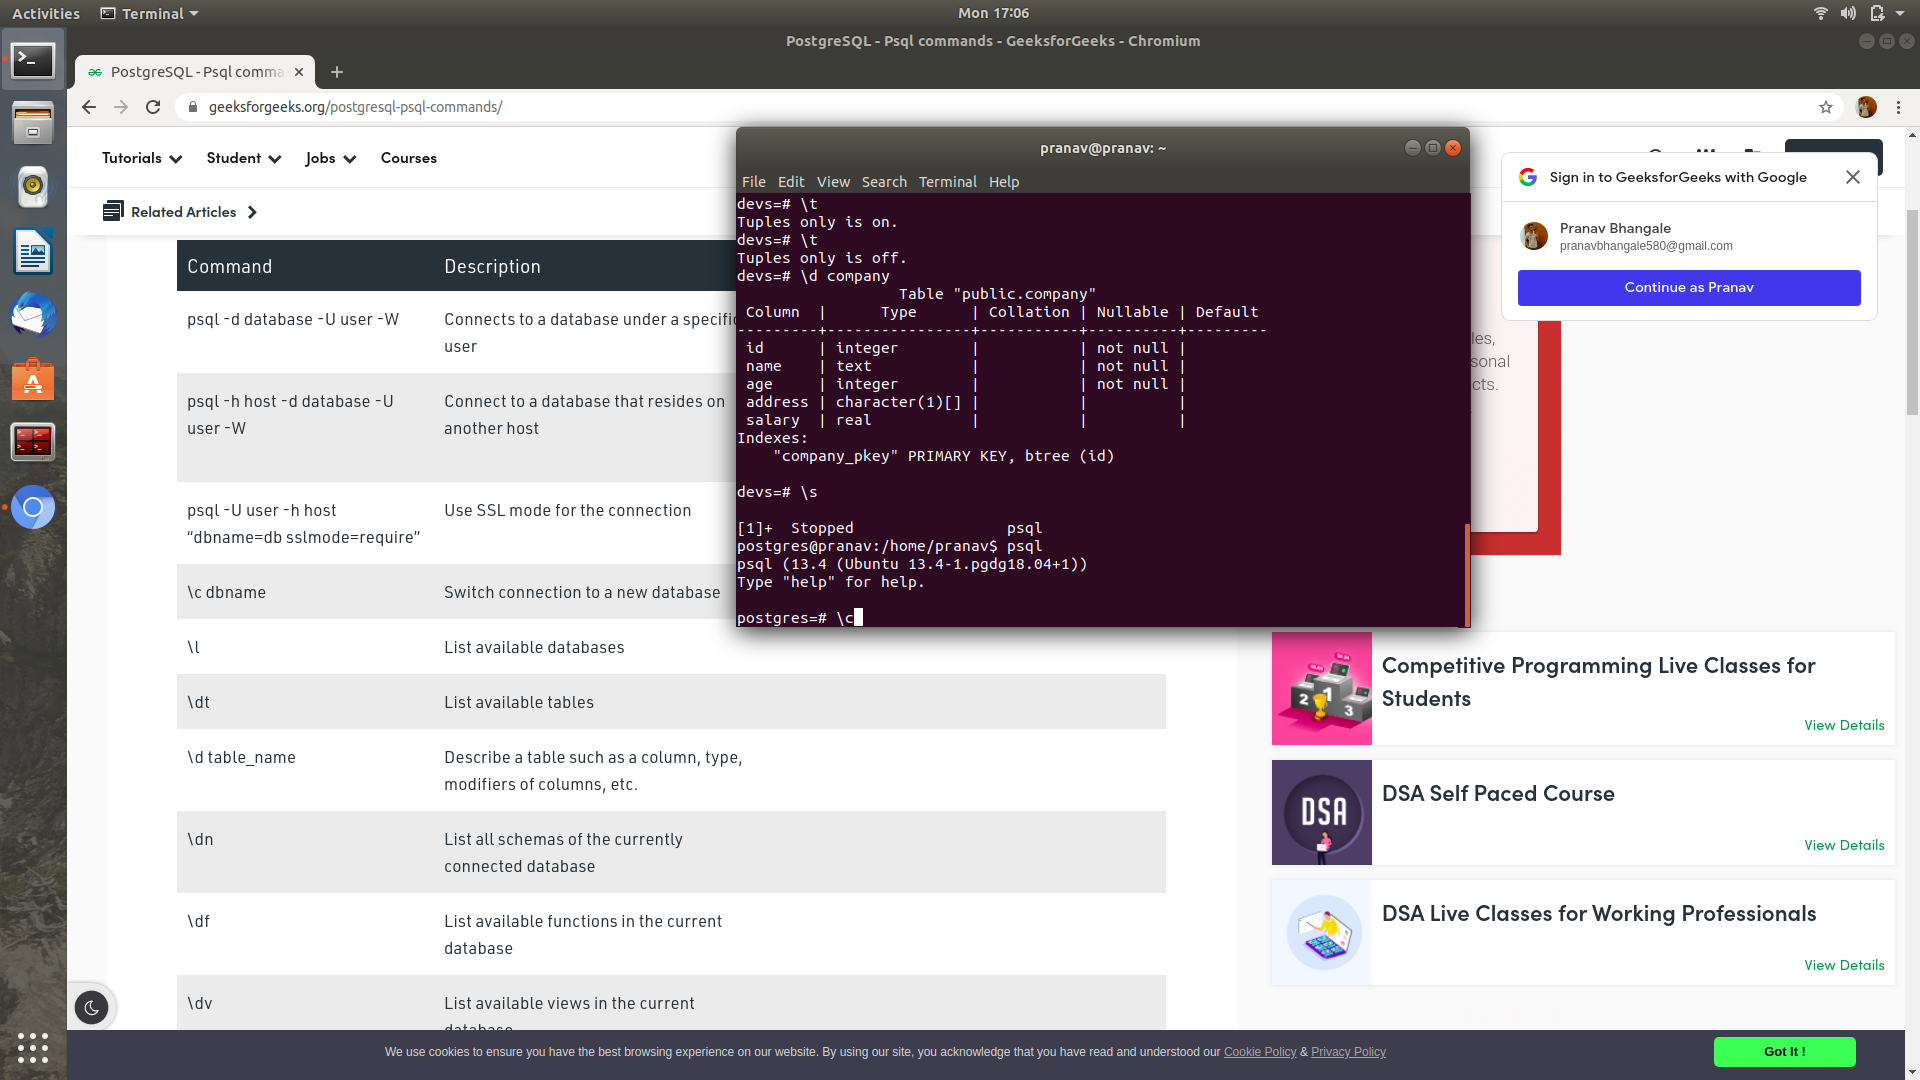 Activities
Terminal
Mon 17:06
PostgreSQL - Psql commands - GeeksforGeeks - Chromium
PostgreSQL - Psql comma
geeksforgeeks.org/postgresql-psql-commands/
Tutorials
Student
Jobs
Courses
Related Articles
Command Description
psql -d database -U user -W
Connects to a database under a specific
user
psql -h host -d database -U
user -W
Connect to a database that resides on
another host
psql -U user -h host
“dbname=db sslmode=require”
Use SSL mode for the connection
\c dbname
Switch connection to a new database
\l
List available databases
\dt
List available tables
\d table_name
Describe a table such as a column, type,
modifiers of columns, etc.
\dn
List all schemas of the currently
connected database
\df
List available functions in the current
database
\dv
List available views in the current
database
pranav@pranav: ~
File Edit View Search Terminal Help
devs=# \t
Tuples only is on.
devs=# \t
Tuples only is off.
devs=# \d company
Table "public.company"
Column | Type | Collation | Nullable | Default
---------+----------------+-----------+----------+---------
id | integer | | not null |
name | text | | not null |
age | integer | | not null |
address | character(1)[] | | |
salary | real | | |
Indexes:
"company_pkey" PRIMARY KEY, btree (id)
devs=# \s
[1]+ Stopped psql
postgres@pranav:/home/pranav$ psql
psql (13.4 (Ubuntu 13.4-1.pgdg18.04+1))
Type "help" for help.
postgres=# \c
Sign in to GeeksforGeeks with Google
Pranav Bhangale
pranavbhangale580@gmail.com
Continue as Pranav
les,
sonal
cts.
Competitive Programming Live Classes for
Students
View Details
DSA
DSA Self Paced Course
View Details
DSA Live Classes for Working Professionals
View Details
We use cookies to ensure you have the best browsing experience on our website. By using our site, you acknowledge that you have read and understood our Cookie Policy & Privacy Policy
Got It !